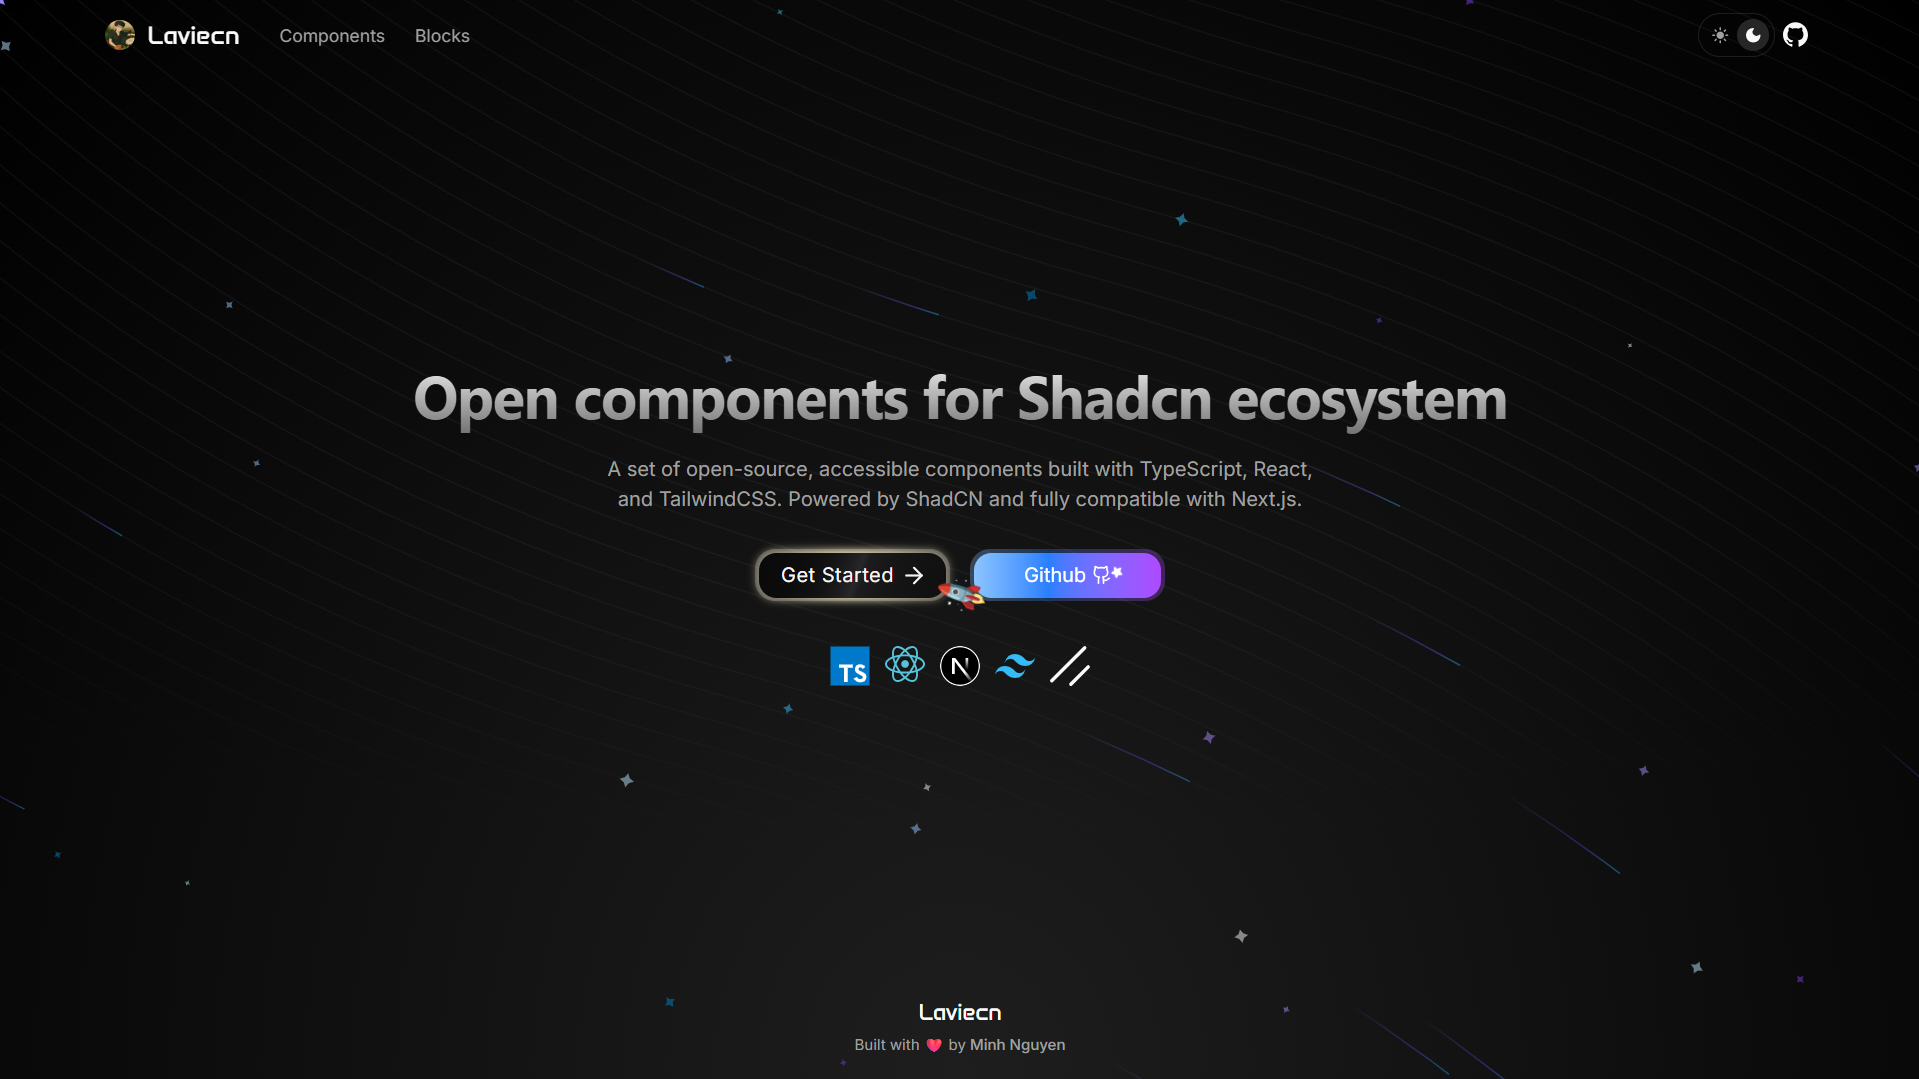 Laviecn
Components
Blocks
Open components for Shadcn ecosystem
A set of open-source, accessible components built with TypeScript, React,
and TailwindCSS. Powered by ShadCN and fully compatible with Next.js.
Get Started
Github
TS
N
Laviecn
Built with ❤️ by Minh Nguyen